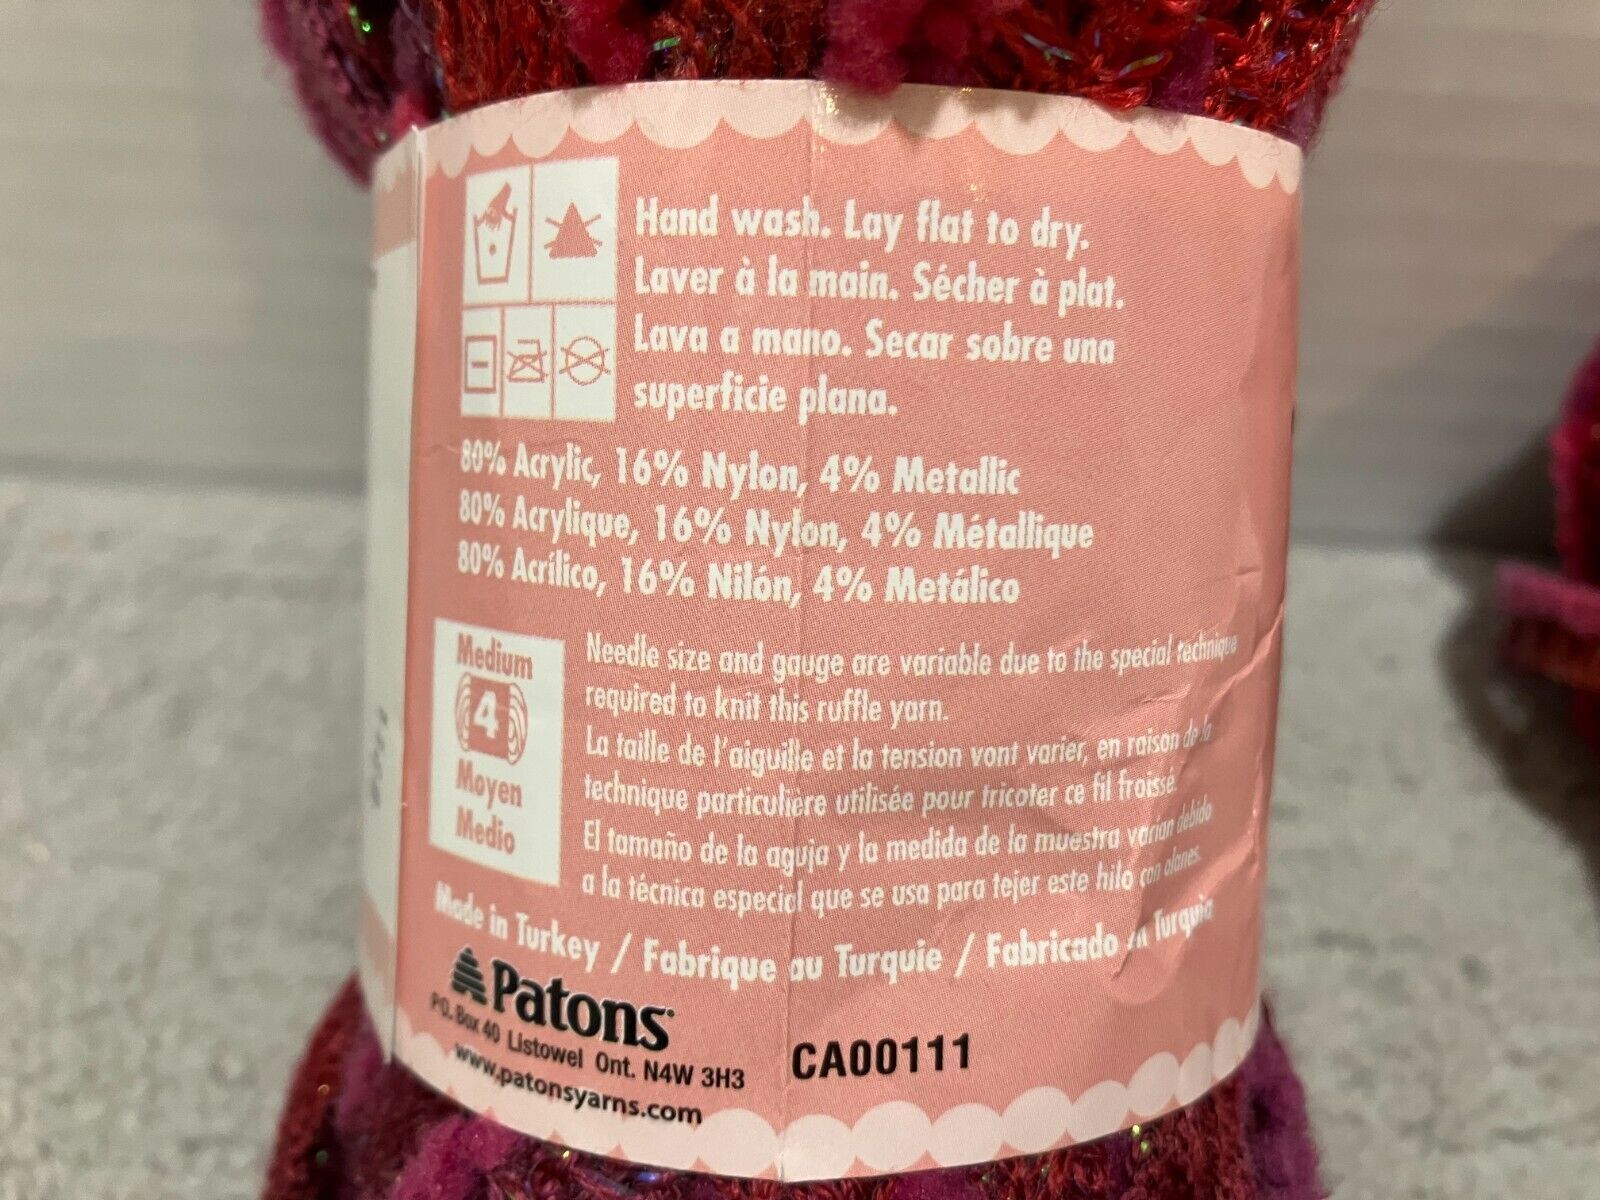 Hand wash. Lay flat to dry.
Laver à la main. Sécher à plat.
Lava a mano. Secar sobre una
superficie plana.
80% Acrylic, 16% Nylon, 4% Metallic
80% Acrylique, 16% Nylon, 4% Métallique
80% Acrílico, 16% Nilón, 4% Metálico
Medium
4
Moyen
Medio
Needle size and gauge are variable due to the special technique
required to knit this ruffle yarn.
La taille de l'aiguille et la tension vont varier, en raison de la
technique particulière utilisée pour tricoter ce fil froissé.
El tamaño de la aguja y la medida de la muestra varían debido
a la técnica especial que se usa para tejer este hilo con olanes.
Made in Turkey / Fabrique au Turquie / Fabricado en Turquia
Patons
P.O. Box 40 Listowel Ont. N4W 3H3
www.patonsyarns.com
CA00111